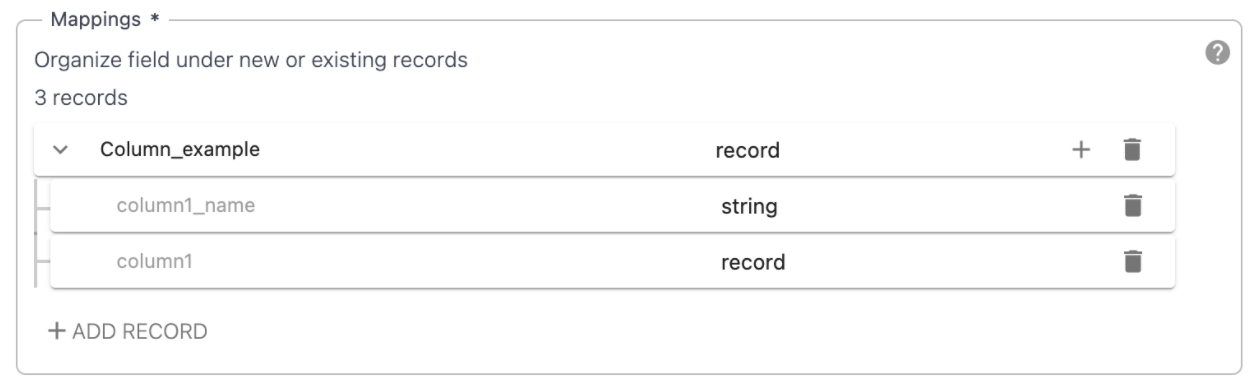 Mappings *
Organize field under new or existing records
3 records
Column_example record +
column1_name string
column1 record
+ ADD RECORD
?